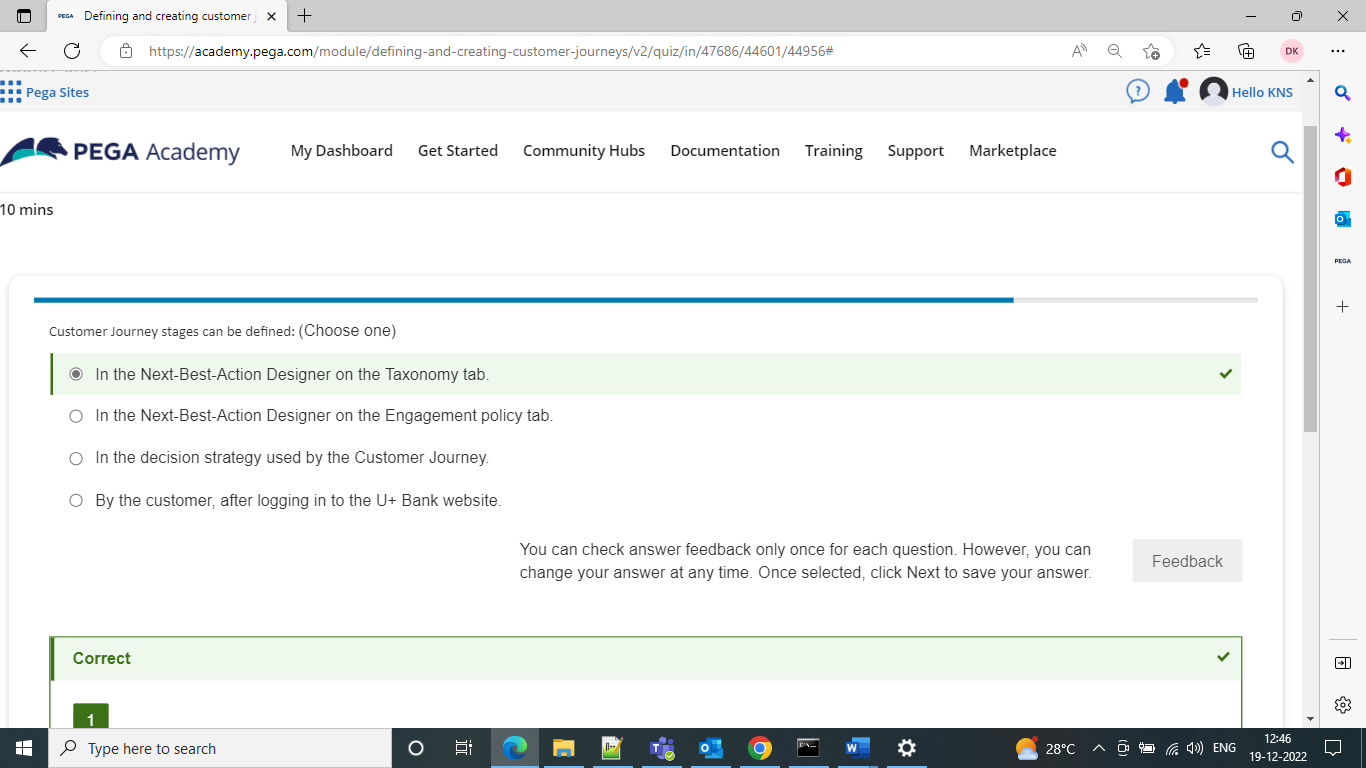 PEGA Defining and creating customer j
https://academy.pega.com/module/defining-and-creating-customer-journeys/v2/quiz/in/47686/44601/44956#
DK
Pega Sites
Hello KNS
PEGA Academy
My Dashboard Get Started Community Hubs Documentation Training Support Marketplace
10 mins
PEGA
Customer Journey stages can be defined: (Choose one)
In the Next-Best-Action Designer on the Taxonomy tab.
In the Next-Best-Action Designer on the Engagement policy tab.
In the decision strategy used by the Customer Journey.
By the customer, after logging in to the U+ Bank website.
You can check answer feedback only once for each question. However, you can
change your answer at any time. Once selected, click Next to save your answer.
Feedback
Correct
1
Type here to search
28°C
ENG
12:46
19-12-2022